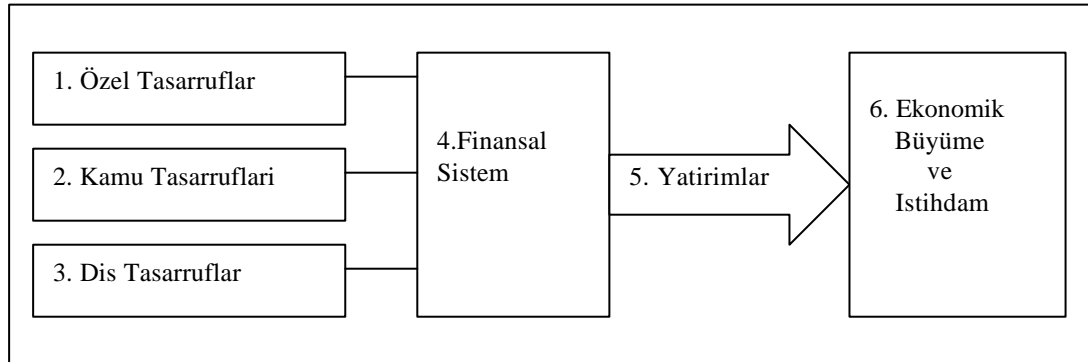 1. Özel Tasarruflar
2. Kamu Tasarruflari
3. Dis Tasarruflar
4.Finansal
Sistem
5. Yatirimlar
6. Ekonomik
Büyüme
ve
Istihdam